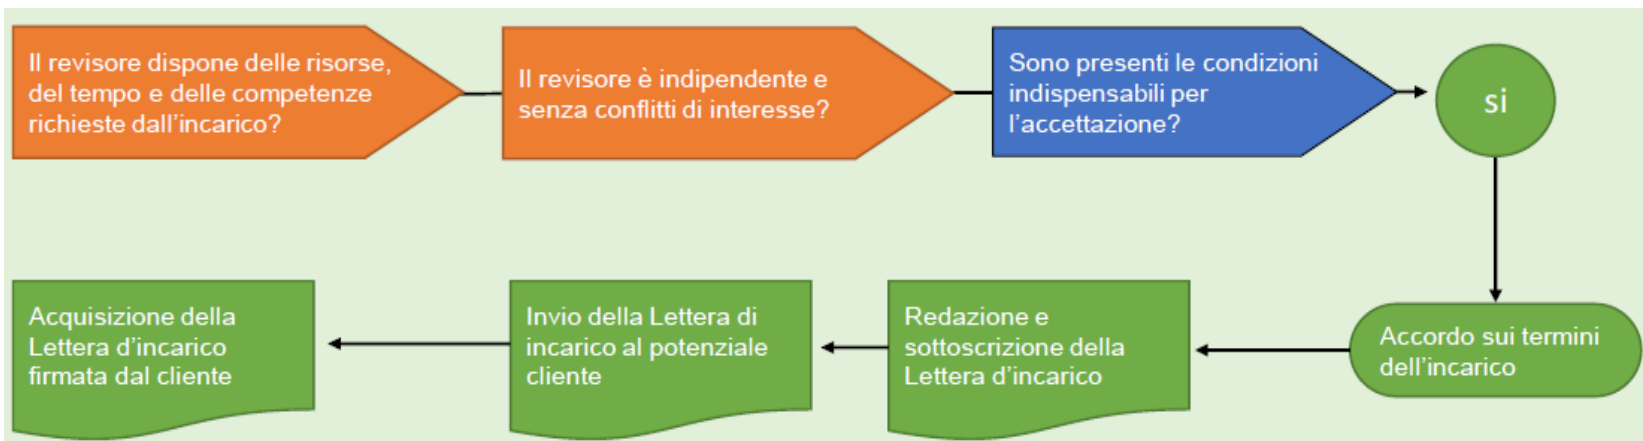 Il revisore dispone delle risorse,
del tempo e delle competenze
richieste dall'incarico?
Il revisore è indipendente e
senza conflitti di interesse?
Sono presenti le condizioni
indispensabili per
l'accettazione?
si
Accordo sui termini
dell'incarico
Redazione e
sottoscrizione della
Lettera d'incarico
Invio della Lettera di
incarico al potenziale
cliente
Acquisizione della
Lettera d'incarico
firmata dal cliente